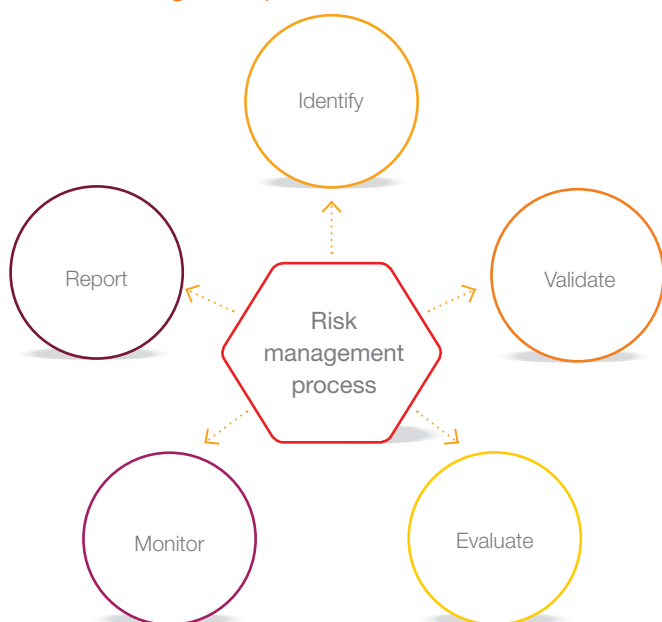 Identify
Report
Validate
Risk
management
process
Monitor
Evaluate